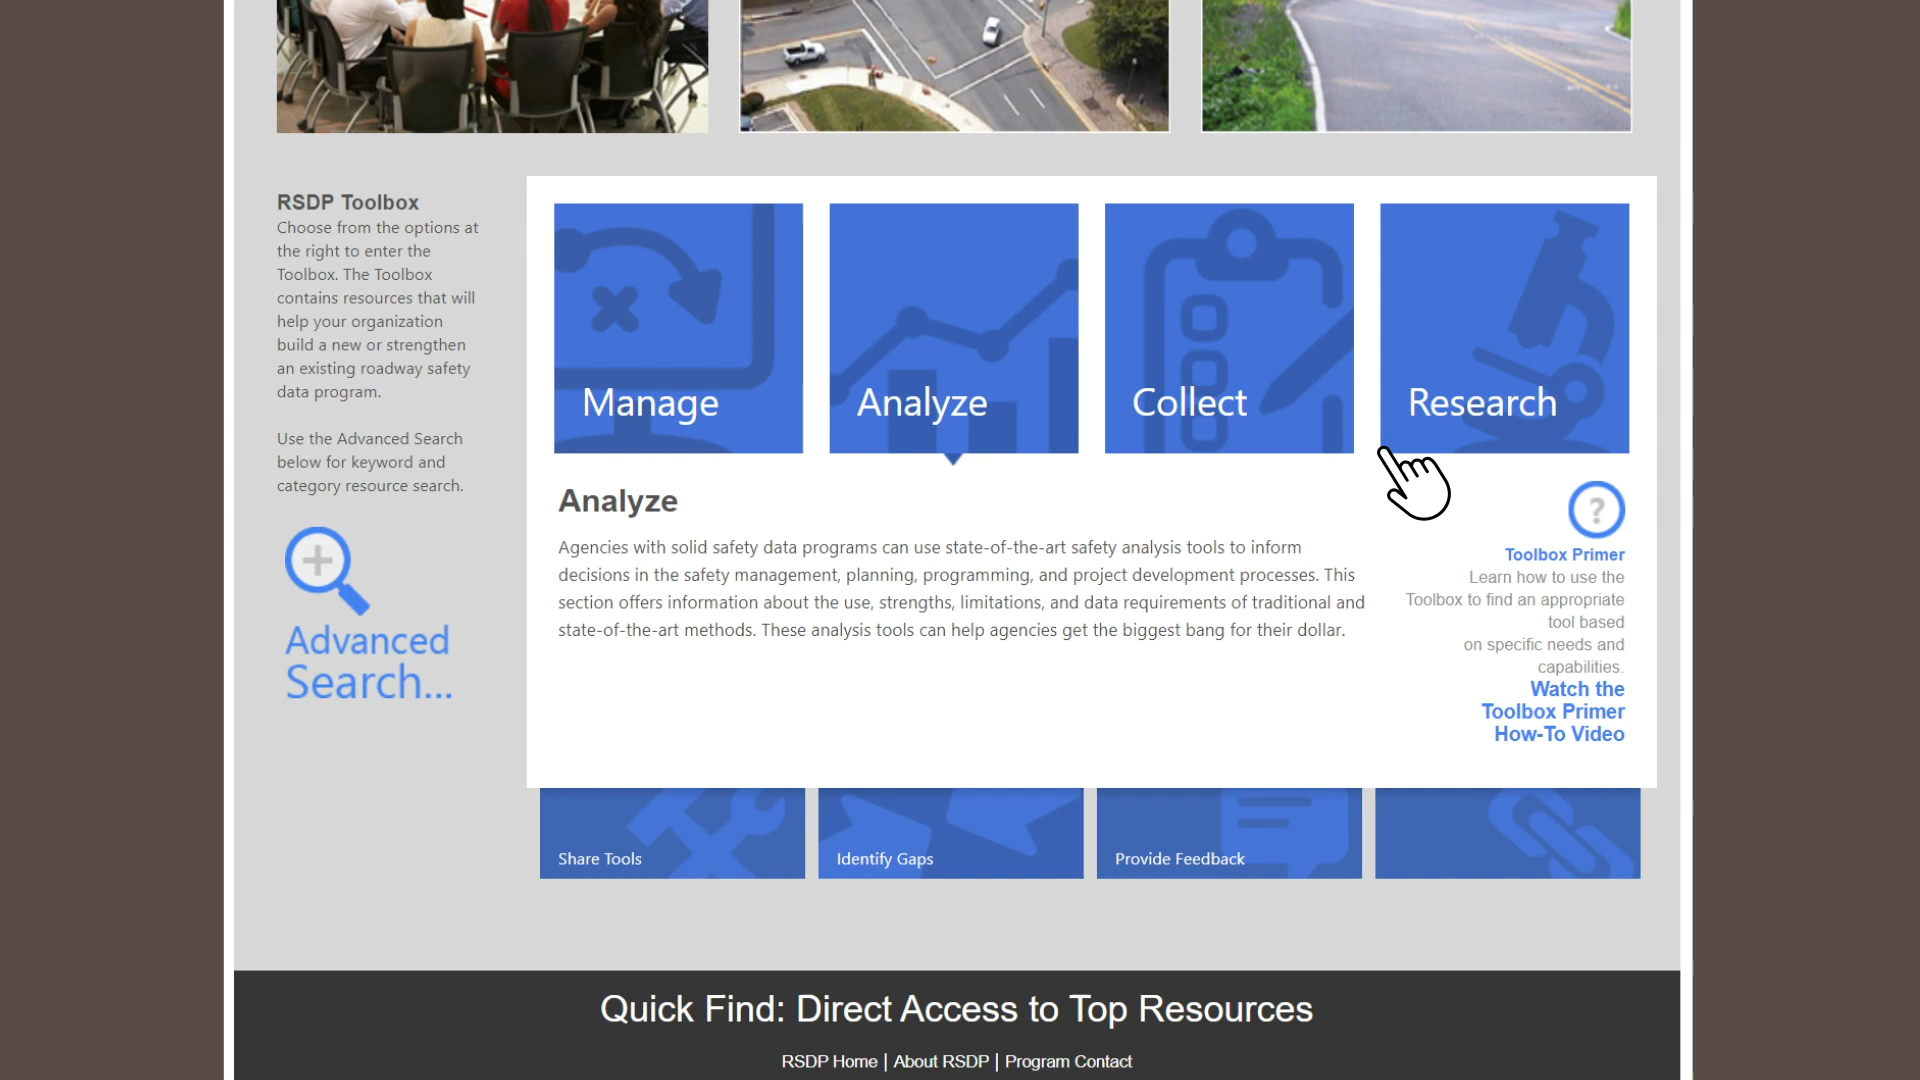 RSDP Toolbox
Choose from the options at
the right to enter the
Toolbox. The Toolbox
contains resources that will
help your organization
build a new or strengthen
an existing roadway safety
data program.
Use the Advanced Search
below for keyword and
category resource search.
Advanced
Search...
Manage
Analyze
Collect
Research
Analyze
Agencies with solid safety data programs can use state-of-the-art safety analysis tools to inform
decisions in the safety management, planning, programming, and project development processes. This
section offers information about the use, strengths, limitations, and data requirements of traditional and
state-of-the-art methods. These analysis tools can help agencies get the biggest bang for their dollar.
?
Toolbox Primer
Learn how to use the
Toolbox to find an appropriate
tool based
on specific needs and
capabilities.
Watch the
Toolbox Primer
How-To Video
Share Tools
Identify Gaps
Provide Feedback
Quick Find: Direct Access to Top Resources
RSDP Home | About RSDP | Program Contact